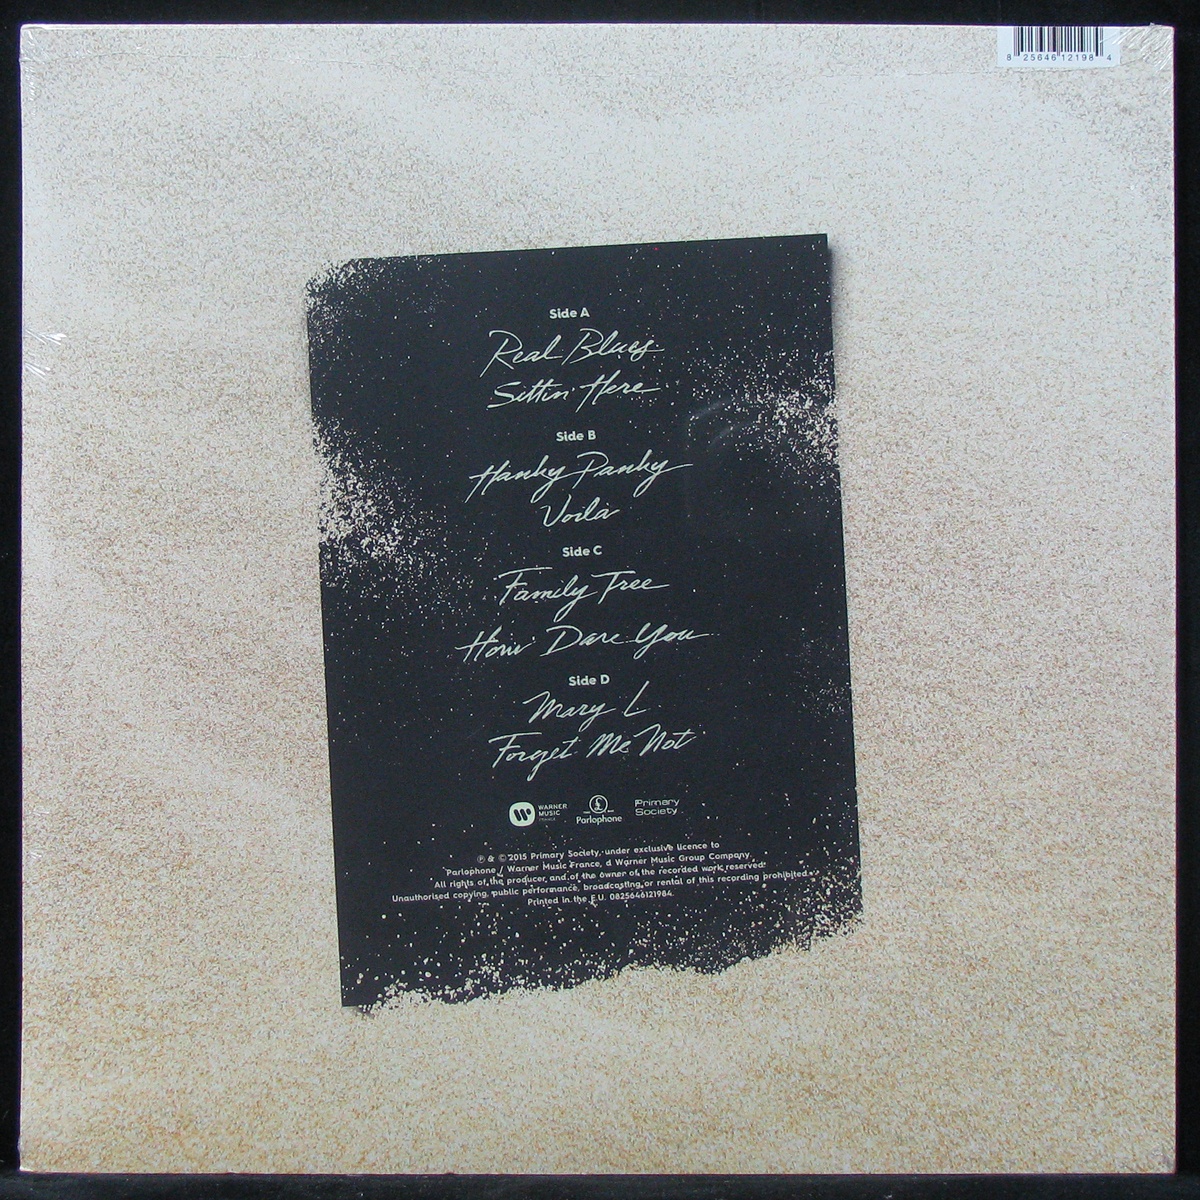 8 25646 12198 4
Side A
Real Blues
Sittin' Here
Side B
Hanky Panky
Voilà
Side C
Family Tree
How Dare You
Side D
Mary L
Forget Me Not
WARNER
MUSIC
FRANCE
Parlophone
Primary
Society
℗ & © 2015 Primary Society, under exclusive licence to
Parlophone / Warner Music France, a Warner Music Group Company.
All rights of the producer and of the owner of the recorded work reserved.
Unauthorised copying, public performance, broadcasting or rental of this recording prohibited.
Printed in the E.U. 0825646121984.